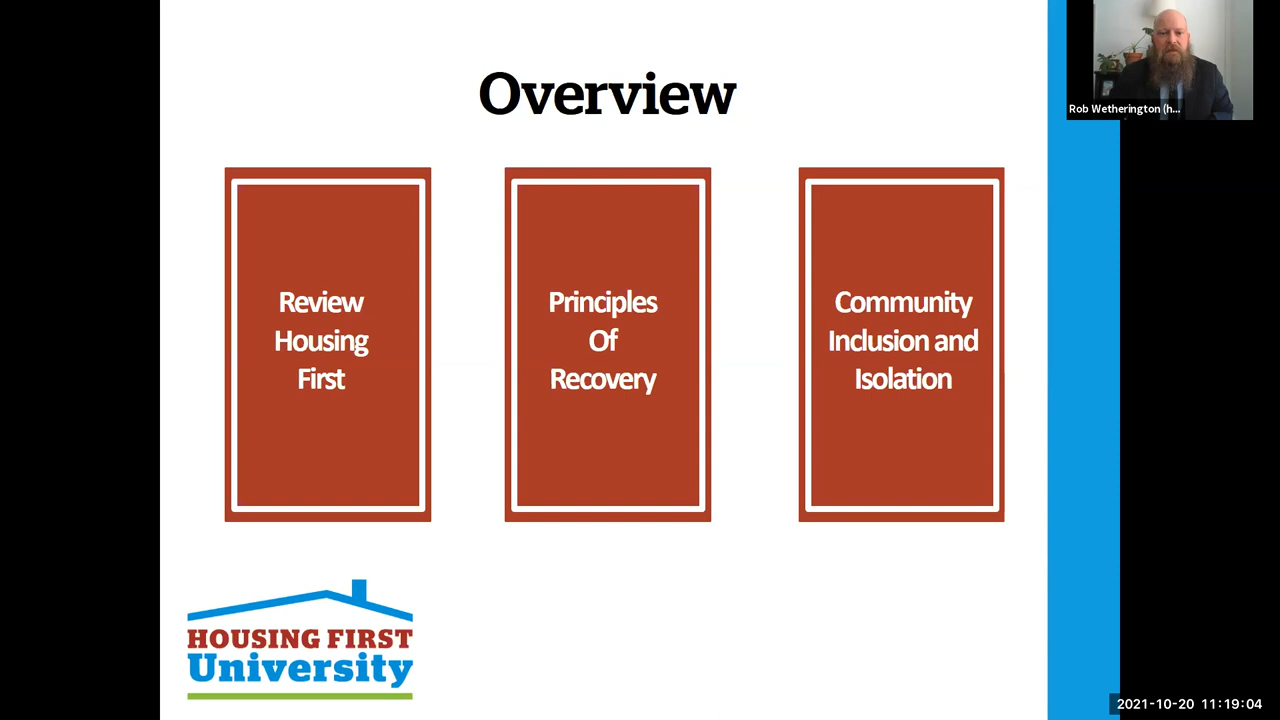 Overview
Review
Housing
First
Principles
Of
Recovery
Community
Inclusion and
Isolation
HOUSING FIRST
University
Rob Wetherington (h...
2021-10-20 11:19:04